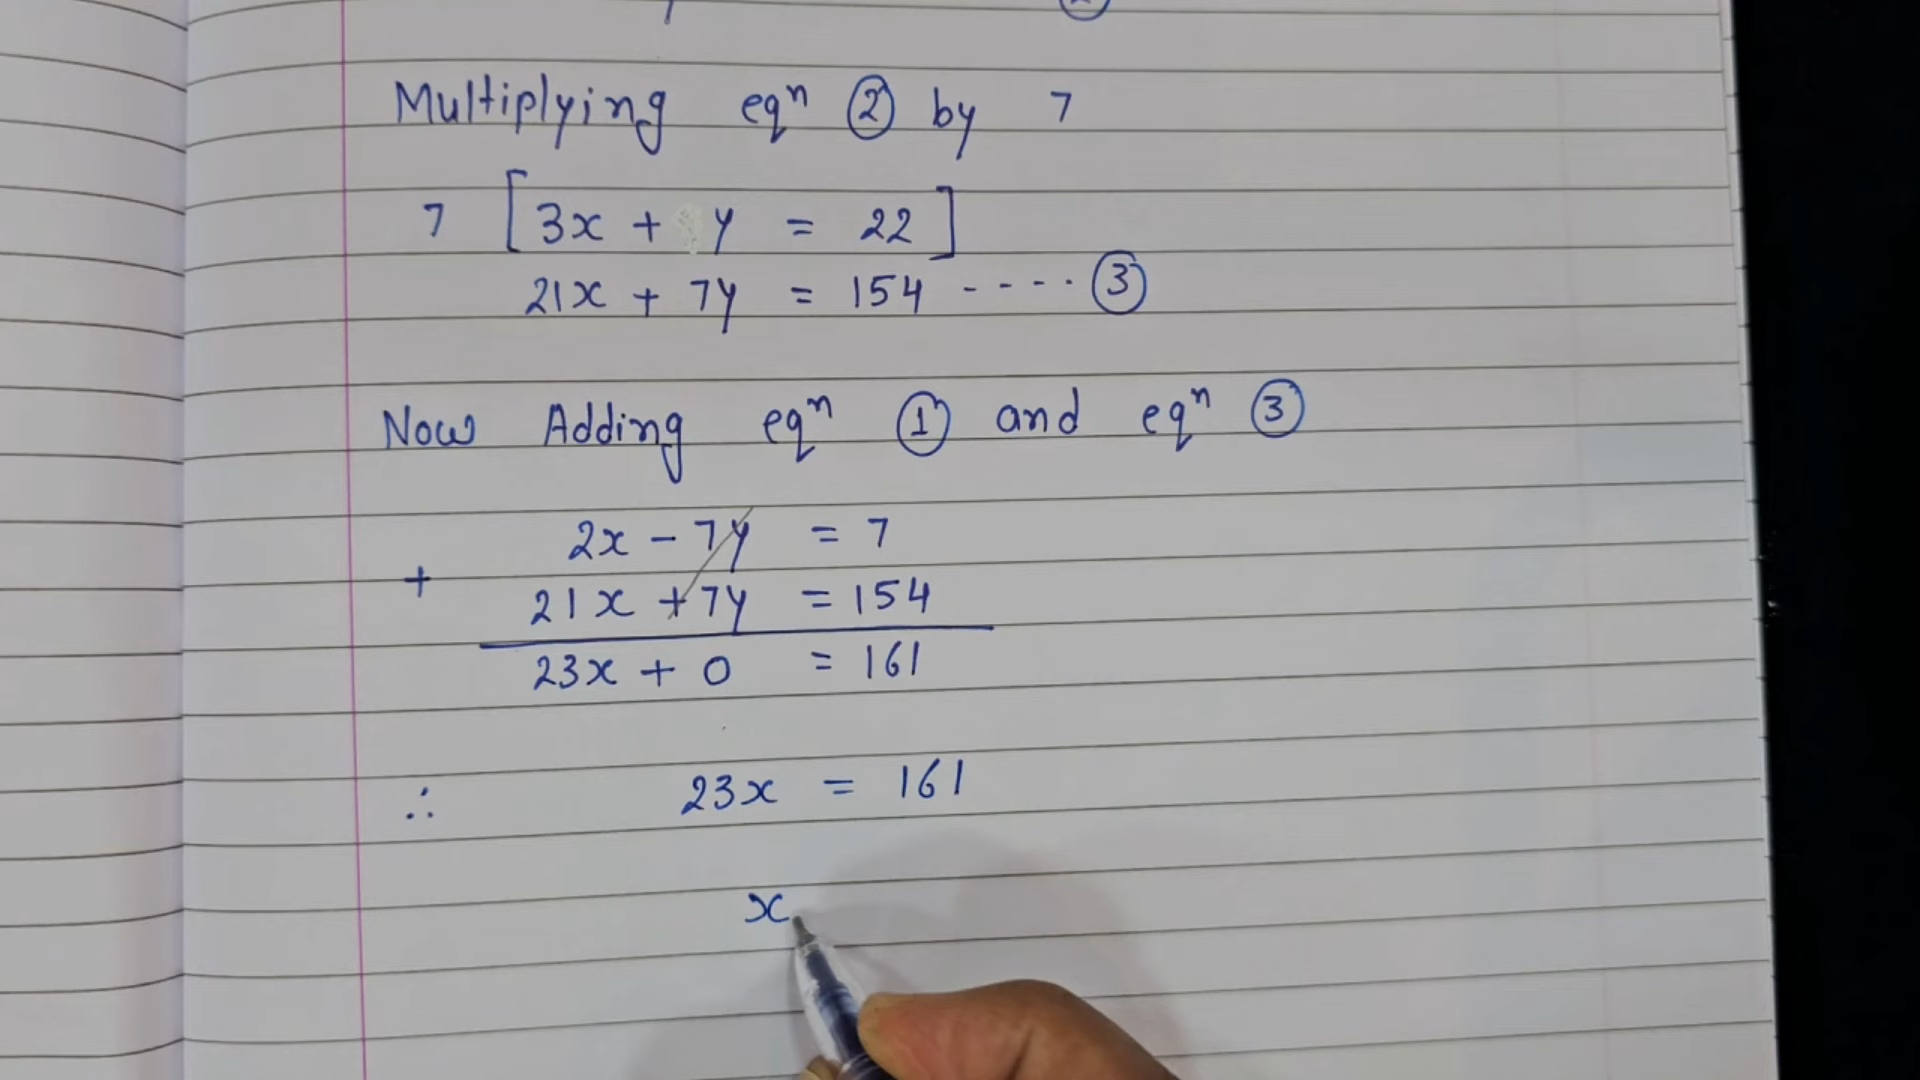 Multiplying eqⁿ ② by 7
7 [3x + y = 22]
21x + 7y = 154 ---- ③
Now Adding eqⁿ ① and eqⁿ ③
2x - 7y = 7
+
21x + 7y = 154
23x + 0 = 161
∴ 23x = 161
x